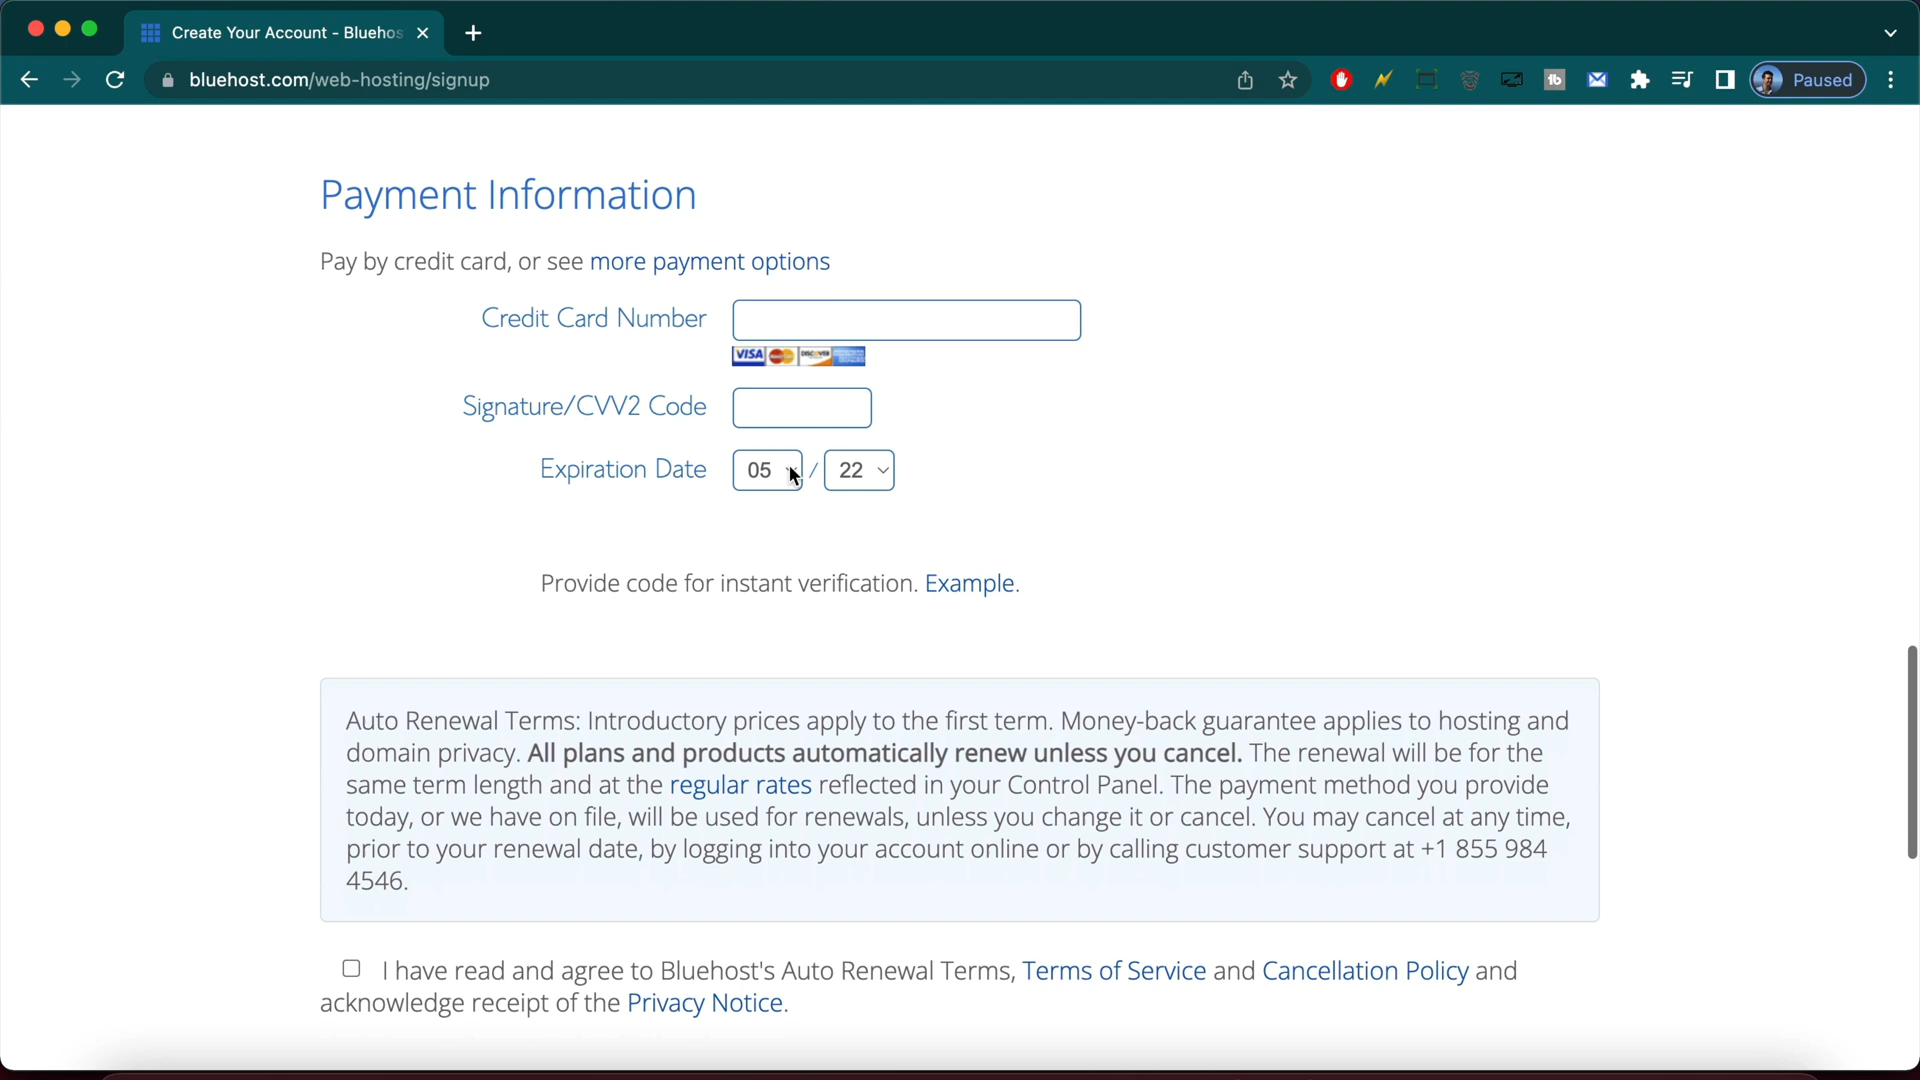 Create Your Account - Bluehos
bluehost.com/web-hosting/signup
Paused
Payment Information
Pay by credit card, or see more payment options
Credit Card Number
VISA DISCOVER
Signature/CVV2 Code
Expiration Date 05 / 22
Provide code for instant verification. Example.
Auto Renewal Terms: Introductory prices apply to the first term. Money-back guarantee applies to hosting and
domain privacy. All plans and products automatically renew unless you cancel. The renewal will be for the
same term length and at the regular rates reflected in your Control Panel. The payment method you provide
today, or we have on file, will be used for renewals, unless you change it or cancel. You may cancel at any time,
prior to your renewal date, by logging into your account online or by calling customer support at +1 855 984
4546.
I have read and agree to Bluehost's Auto Renewal Terms, Terms of Service and Cancellation Policy and
acknowledge receipt of the Privacy Notice.